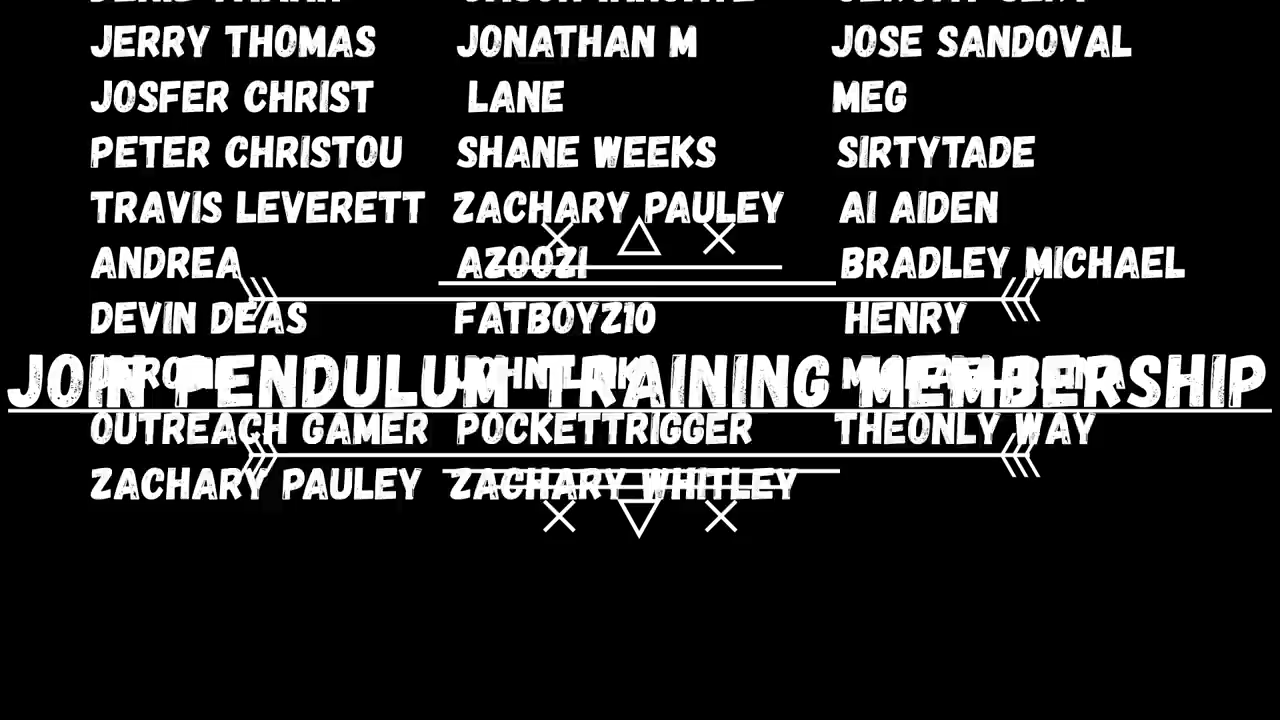 JERRY THOMAS JONATHAN M JOSE SANDOVAL
JOSFER CHRIST LANE MEG
PETER CHRISTOU SHANE WEEKS SIRTYTADE
TRAVIS LEVERETT ZACHARY PAULEY AI AIDEN
ANDREA AZOOZI BRADLEY MICHAEL
DEVIN DEAS FATBOYZ10 HENRY
JOIN PENDULUM TRAINING MEMBERSHIP
OUTREACH GAMER POCKETTRIGGER THEONLY WAY
ZACHARY PAULEY ZACHARY WHITLEY